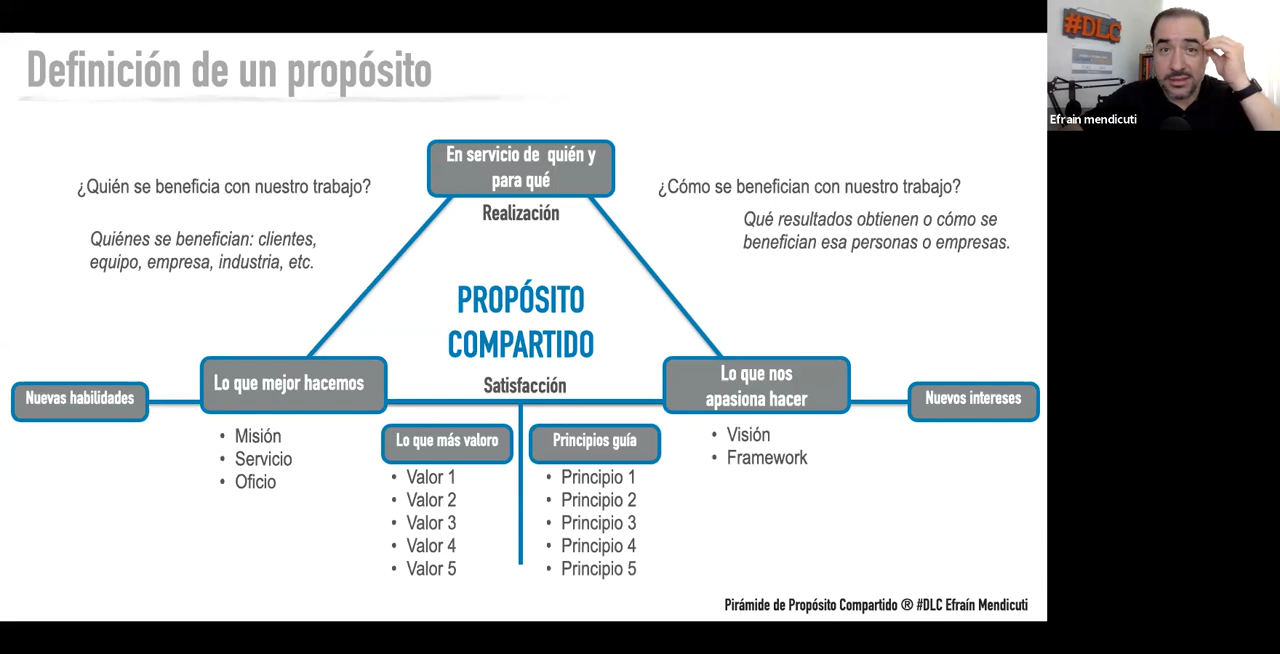 Definición de un propósito
#DLC
Efrain mendicuti
En servicio de quién y
para qué
Realización
¿Quién se beneficia con nuestro trabajo?
Quiénes se benefician: clientes,
equipo, empresa, industria, etc.
¿Cómo se benefician con nuestro trabajo?
Qué resultados obtienen o cómo se
benefician esa personas o empresas.
PROPÓSITO
COMPARTIDO
Satisfacción
Nuevas habilidades
Lo que mejor hacemos
Lo que nos
apasiona hacer
Nuevos intereses
• Misión
• Servicio
• Oficio
Lo que más valoro
• Valor 1
• Valor 2
• Valor 3
• Valor 4
• Valor 5
Principios guía
• Principio 1
• Principio 2
• Principio 3
• Principio 4
• Principio 5
• Visión
• Framework
Pirámide de Propósito Compartido ® #DLC Efraín Mendicuti